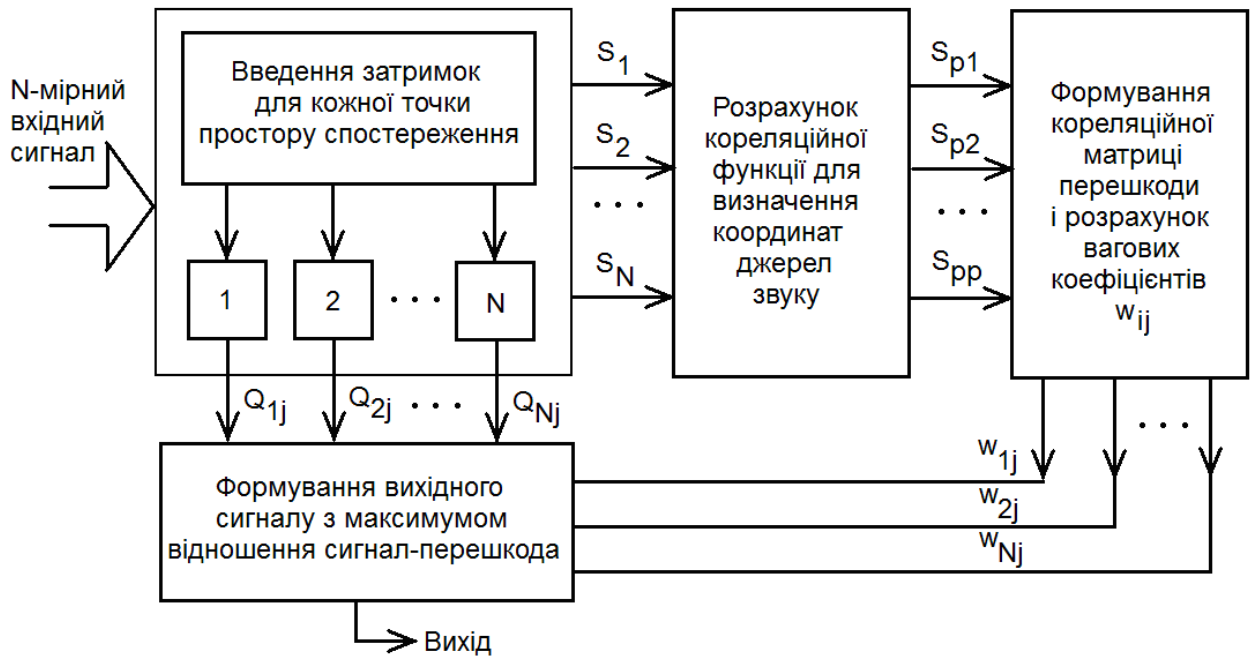 N-мірний
вхідний
сигнал
Введення затримок
для кожної точки
простору спостереження
1
2
. . .
N
S1
S2
. . .
SN
Розрахунок
кореляційної
функції для
визначення
координат
джерел
звуку
Sp1
Sp2
. . .
Spp
Формування
кореляційної
матриці
перешкоди
і розрахунок
вагових
коефіцієнтів
wij
Q1j
Q2j
. . .
QNj
. . .
w1j
w2j
wNj
Формування вихідного
сигналу з максимумом
відношення сигнал-перешкода
Вихід